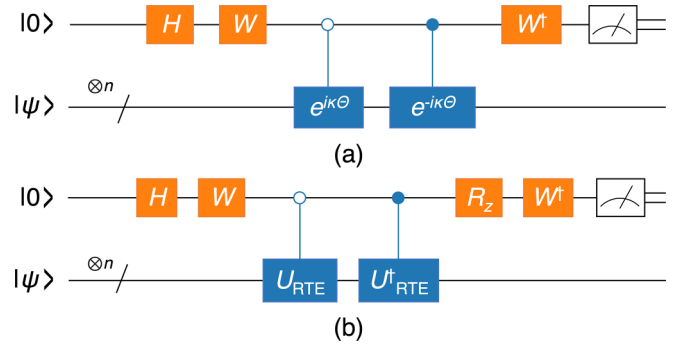 |0⟩ H W W†
⊗n
|ψ⟩ e^{iκΘ} e^{-iκΘ}
(a)
|0⟩ H W R_z W†
⊗n
|ψ⟩ U_RTE U†_RTE
(b)